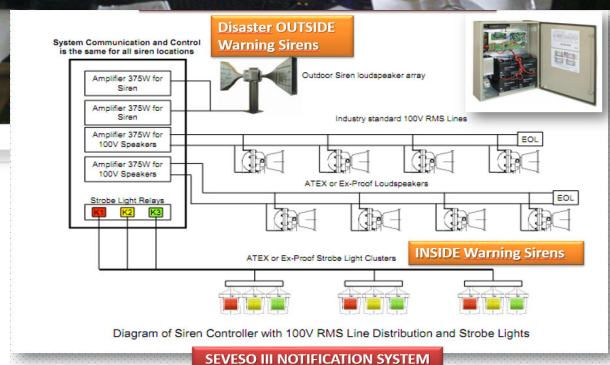 Disaster OUTSIDE
Warning Sirens
System Communication and Control
is the same for all siren locations
Amplifier 375W for
Siren
Outdoor Siren loudspeaker array
Amplifier 375W for
Siren
Industry standard 100V RMS Lines
Amplifier 375W for
100V Speakers
EOL
Amplifier 375W for
100V Speakers
ATEX or Ex-Proof Loudspeakers
EOL
Strobe Light Relays
K1 K2 K3
ATEX or Ex-Proof Strobe Light Clusters
INSIDE Warning Sirens
Diagram of Siren Controller with 100V RMS Line Distribution and Strobe Lights
SEVESO III NOTIFICATION SYSTEM